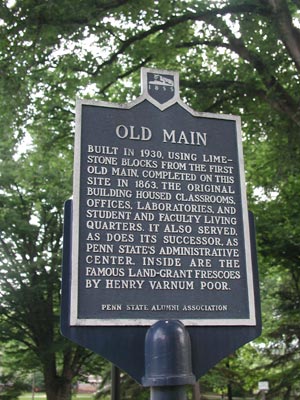 1855
OLD MAIN
BUILT IN 1930, USING LIME-
STONE BLOCKS FROM THE FIRST
OLD MAIN, COMPLETED ON THIS
SITE IN 1863. THE ORIGINAL
BUILDING HOUSED CLASSROOMS,
OFFICES, LABORATORIES, AND
STUDENT AND FACULTY LIVING
QUARTERS. IT ALSO SERVED,
AS DOES ITS SUCCESSOR, AS
PENN STATE'S ADMINISTRATIVE
CENTER. INSIDE ARE THE
FAMOUS LAND-GRANT FRESCOES
BY HENRY VARNUM POOR.
PENN STATE ALUMNI ASSOCIATION